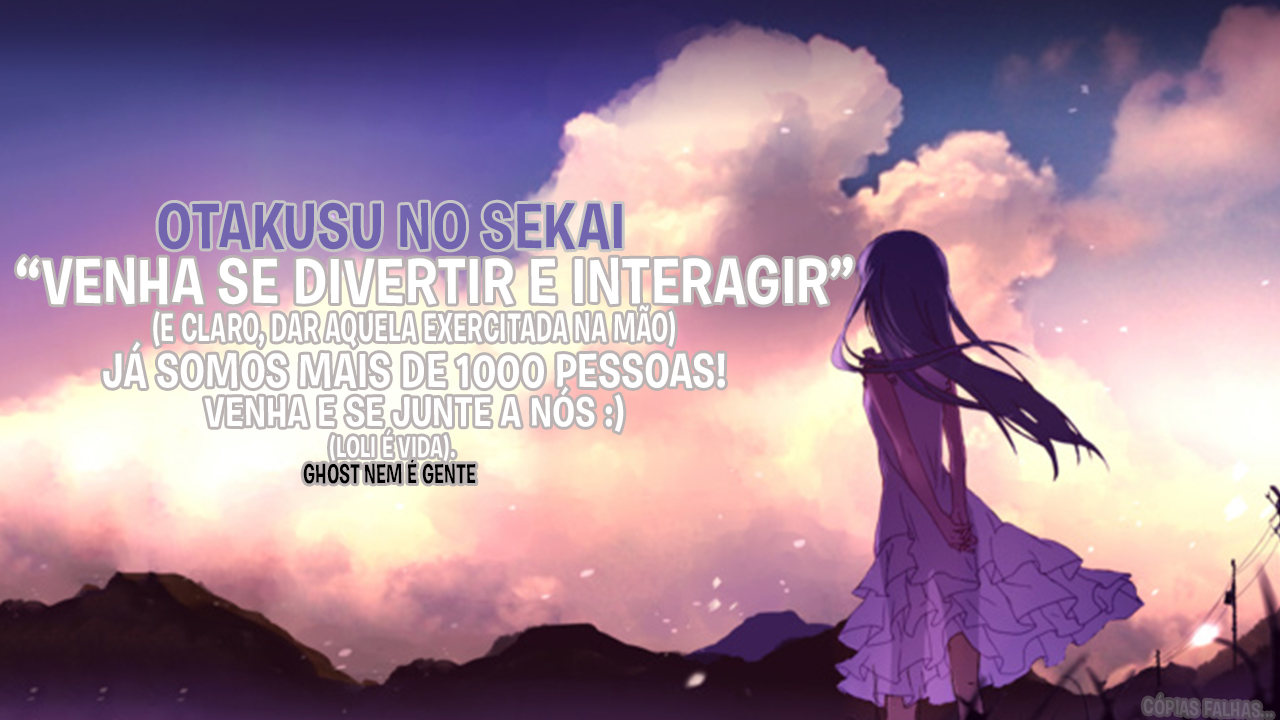 OTAKUSU NO SEKAI
“VENHA SE DIVERTIR E INTERAGIR”
(E CLARO, DAR AQUELA EXERCITADA NA MÃO)
JÁ SOMOS MAIS DE 1000 PESSOAS!
VENHA E SE JUNTE A NÓS :)
(LOLI É VIDA).
GHOST NEM É GENTE
CÓPIAS FALHAS...